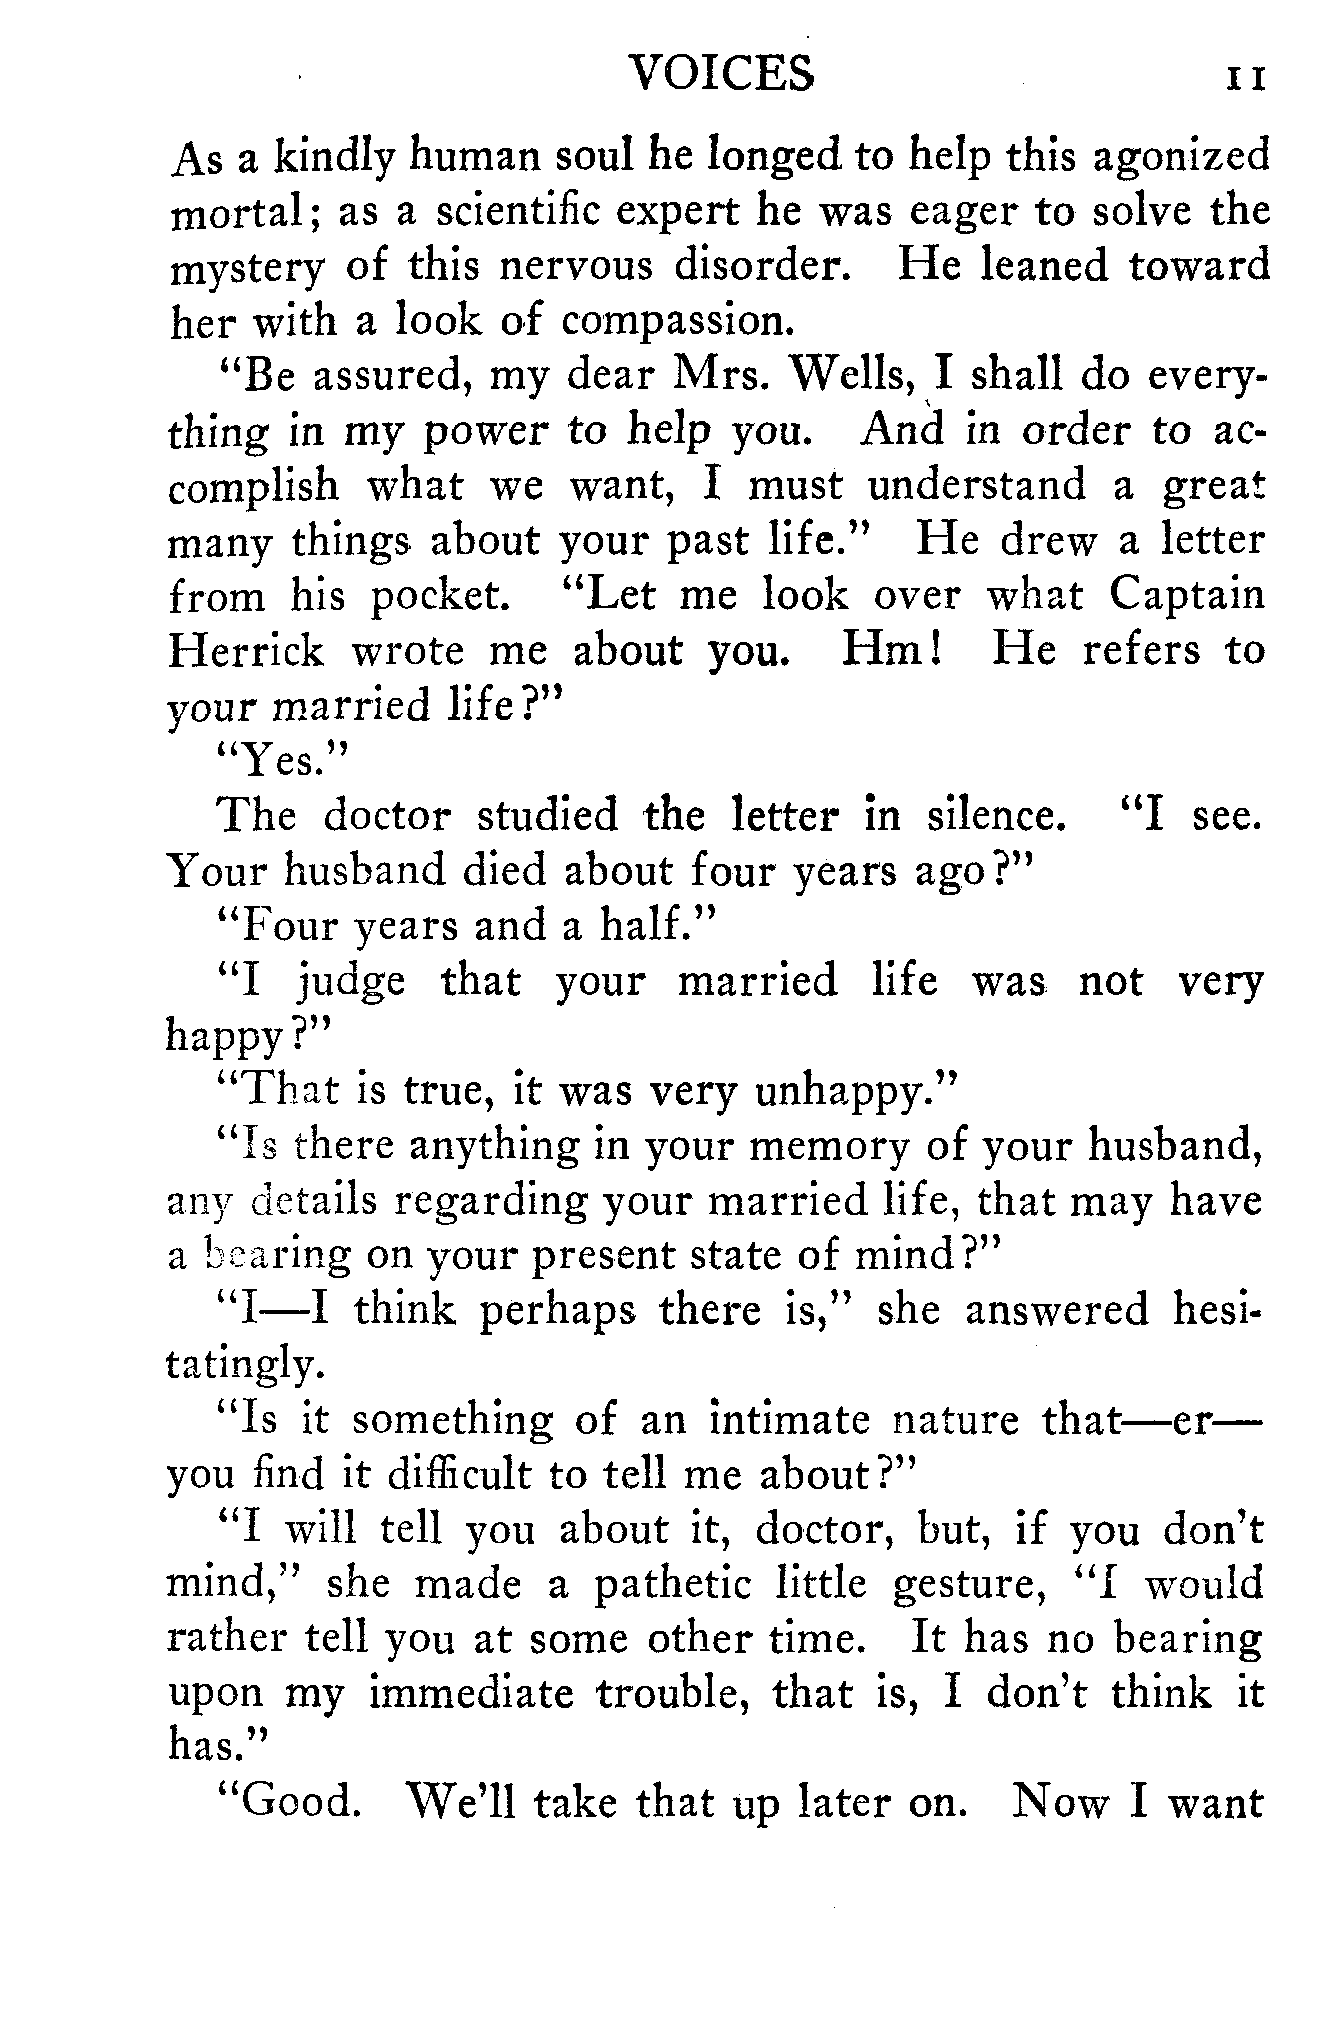 VOICES 11
As a kindly human soul he longed to help this agonized
mortal; as a scientific expert he was eager to solve the
mystery of this nervous disorder. He leaned toward
her with a look of compassion.
“Be assured, my dear Mrs. Wells, I shall do every-
thing in my power to help you. And in order to ac-
complish what we want, I must understand a great
many things about your past life.” He drew a letter
from his pocket. “Let me look over what Captain
Herrick wrote me about you. Hm! He refers to
your married life?”
“Yes.”
The doctor studied the letter in silence. “I see.
Your husband died about four years ago?”
“Four years and a half.”
“I judge that your married life was not very
happy?”
“That is true, it was very unhappy.”
“Is there anything in your memory of your husband,
any details regarding your married life, that may have
a bearing on your present state of mind?”
“I—I think perhaps there is,” she answered hesi-
tatingly.
“Is it something of an intimate nature that—er—
you find it difficult to tell me about?”
“I will tell you about it, doctor, but, if you don't
mind,” she made a pathetic little gesture, “I would
rather tell you at some other time. It has no bearing
upon my immediate trouble, that is, I don't think it
has.”
“Good. We'll take that up later on. Now I want